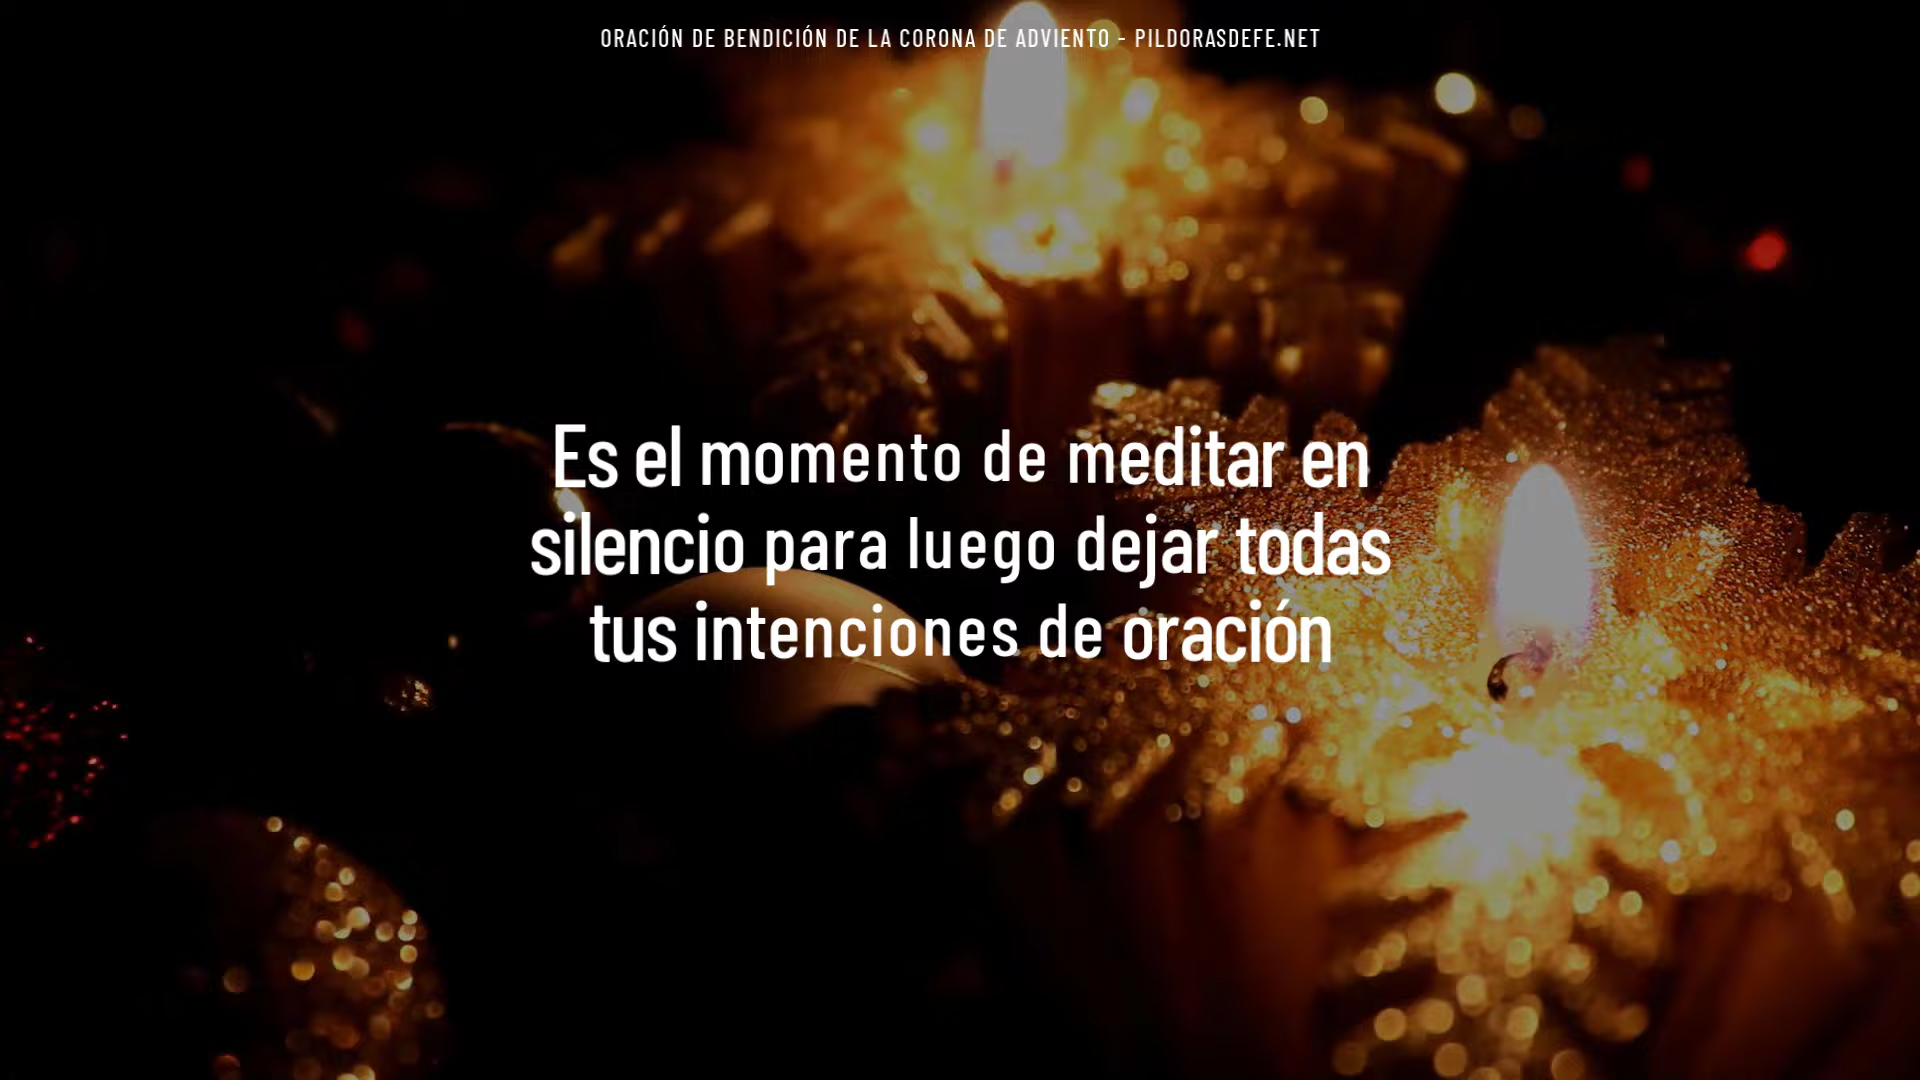 ORACIÓN DE BENDICIÓN DE LA CORONA DE ADVIENTO - PILDORASDEFE.NET
Es el momento de meditar en
silencio para luego dejar todas
tus intenciones de oración